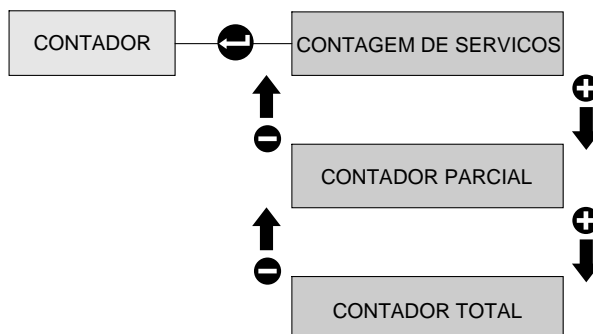 CONTADOR
CONTAGEM DE SERVICOS
CONTADOR PARCIAL
CONTADOR TOTAL